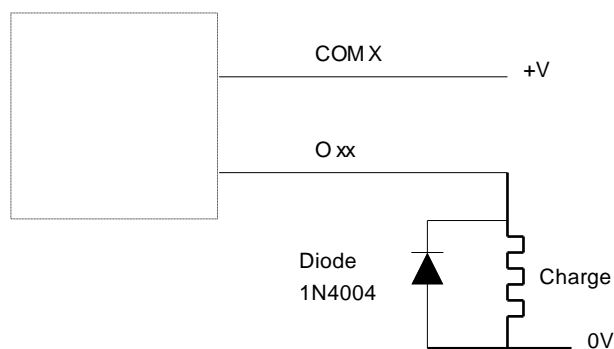 COM X
+V
O xx
Diode
1N4004
Charge
0V